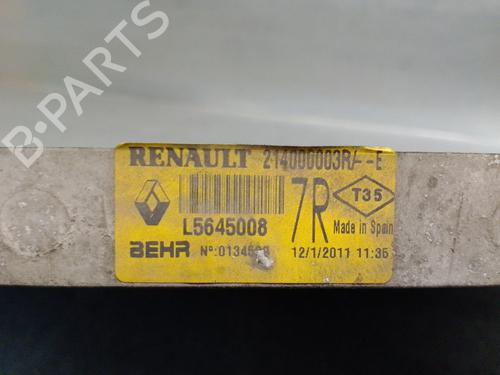 RENAULT 214000003R/--E
L5645008
7R
T35
Made in Spain
BEHR
12/1/2011 11:35
B-PARTS